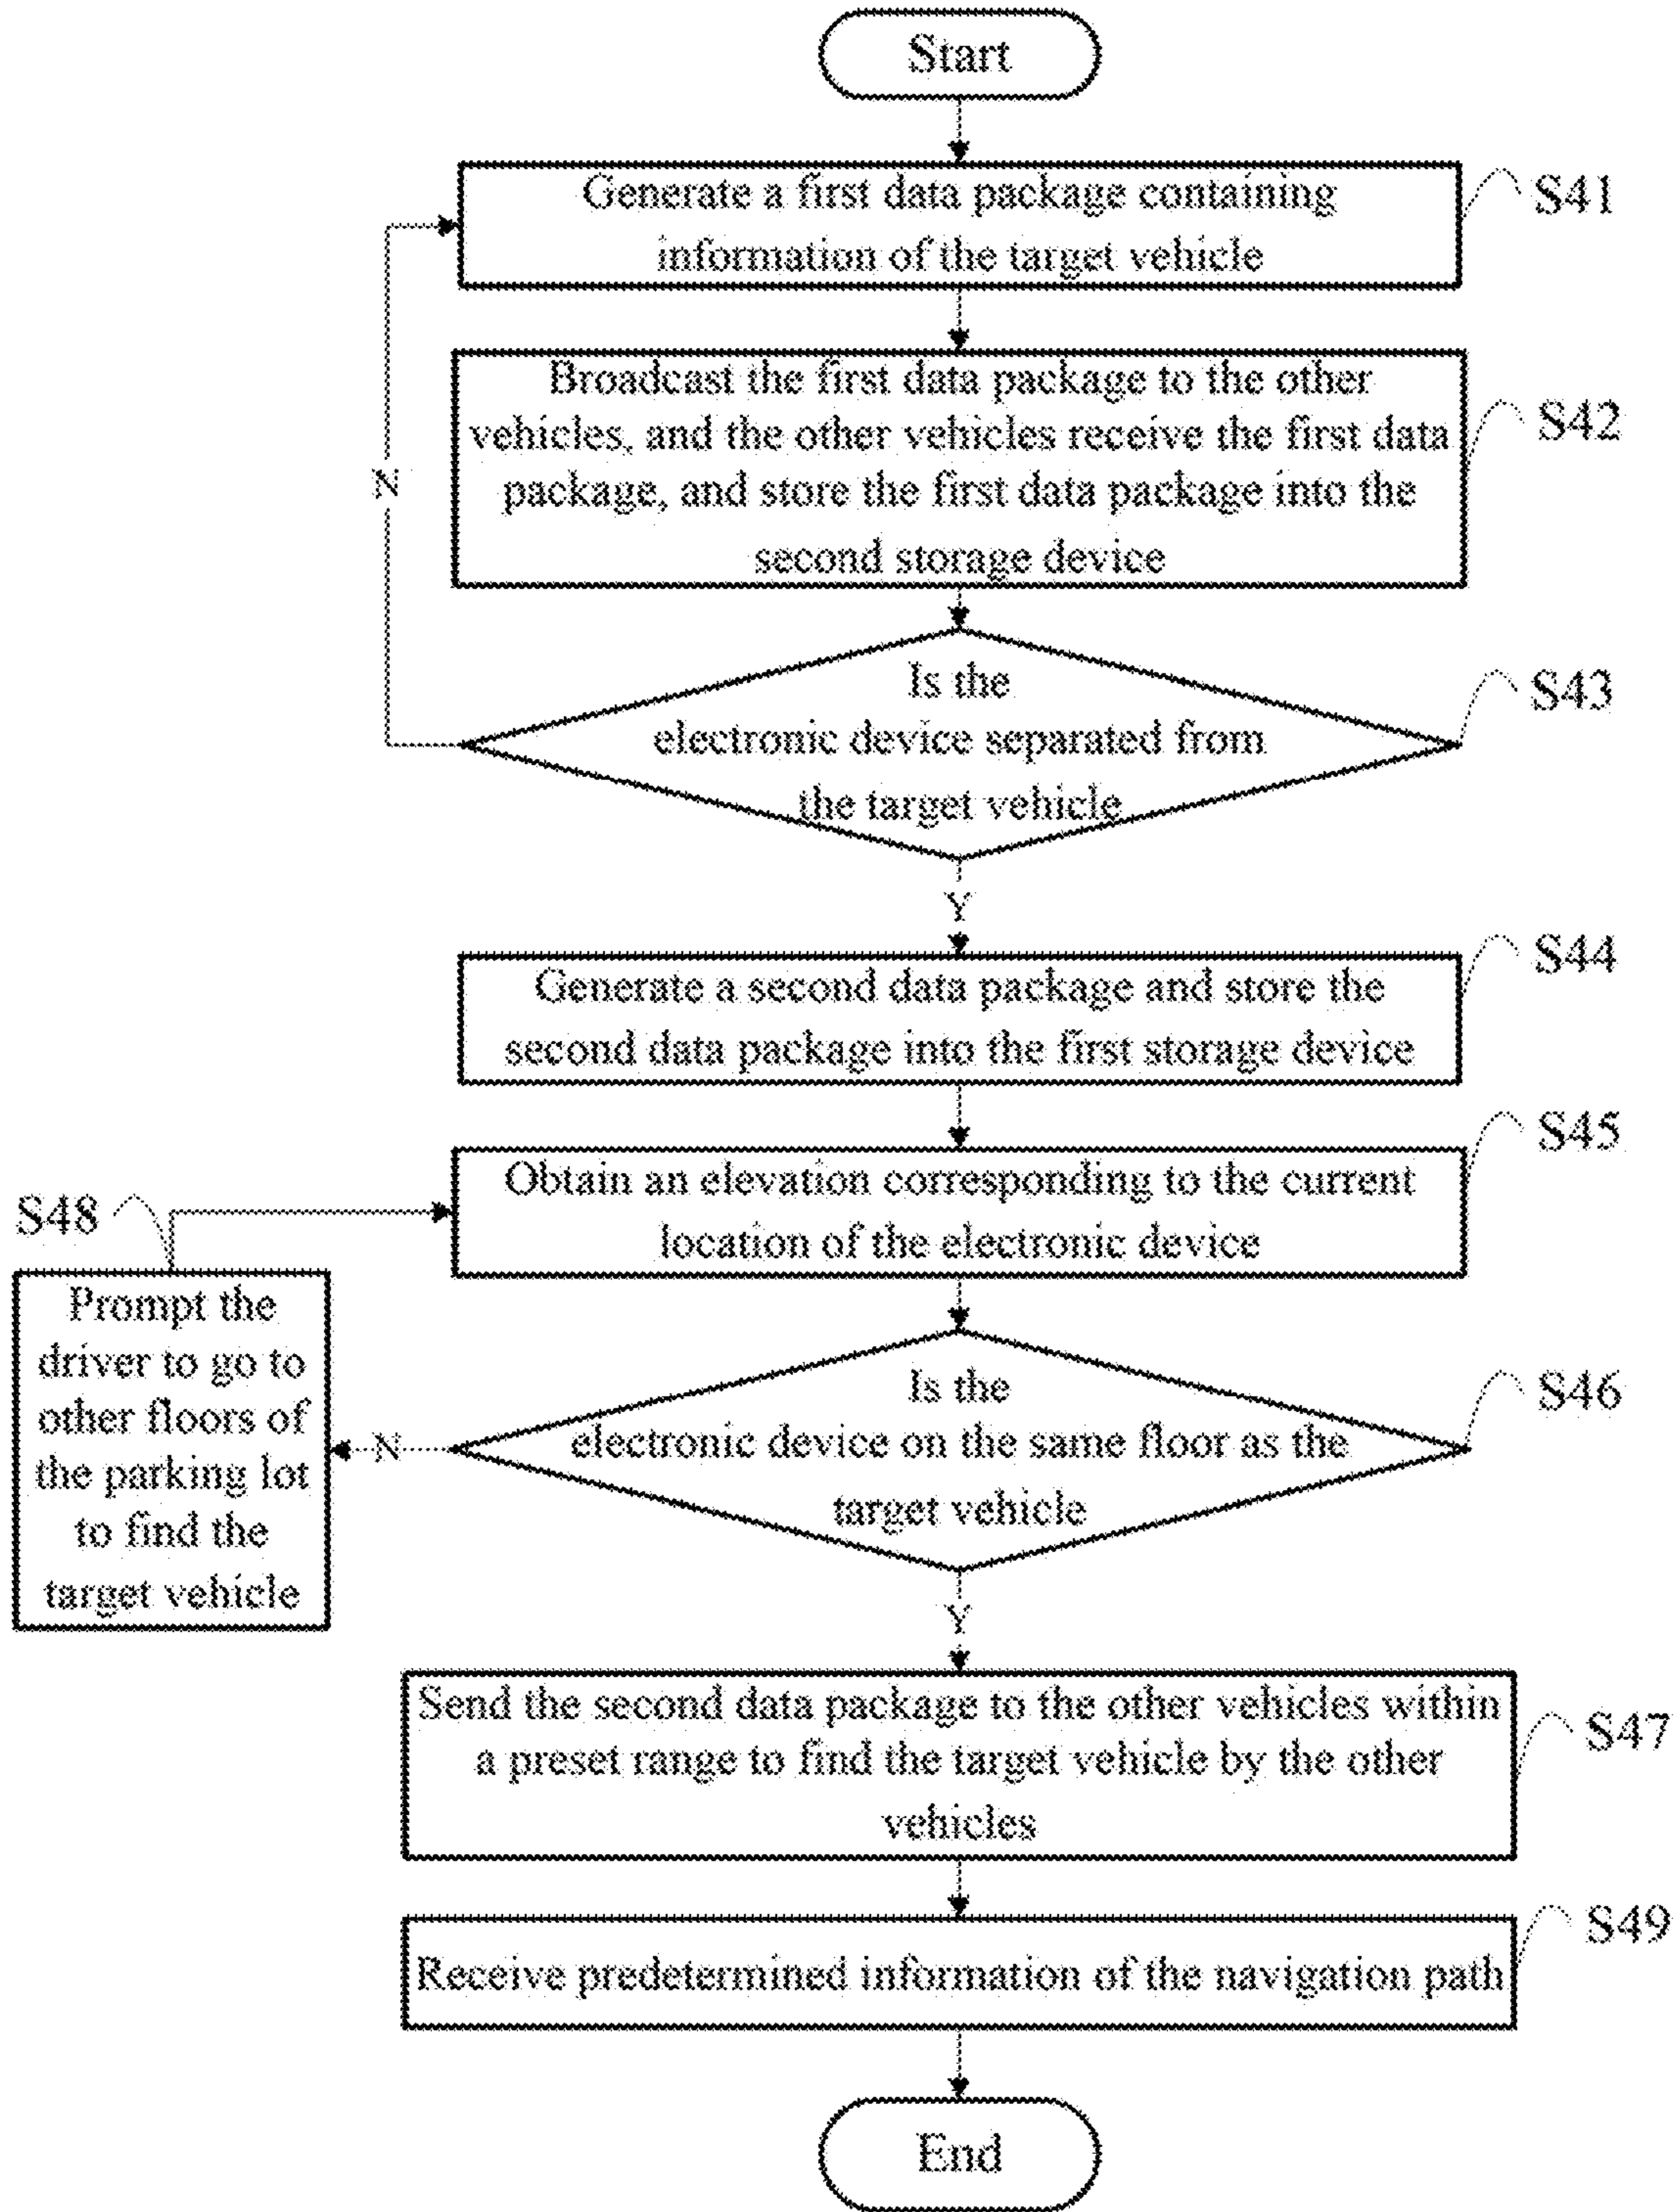 Start
Generate a first data package containing
information of the target vehicle
S41
Broadcast the first data package to the other
vehicles, and the other vehicles receive the first data
package, and store the first data package into the
second storage device
S42
N
Is the
electronic device separated from
the target vehicle
S43
Y
Generate a second data package and store the
second data package into the first storage device
S44
Obtain an elevation corresponding to the current
location of the electronic device
S45
S48
Prompt the
driver to go to
other floors of
the parking lot
to find the
target vehicle
N
Is the
electronic device on the same floor as the
target vehicle
S46
Y
Send the second data package to the other vehicles within
a preset range to find the target vehicle by the other
vehicles
S47
Receive predetermined information of the navigation path
S49
End